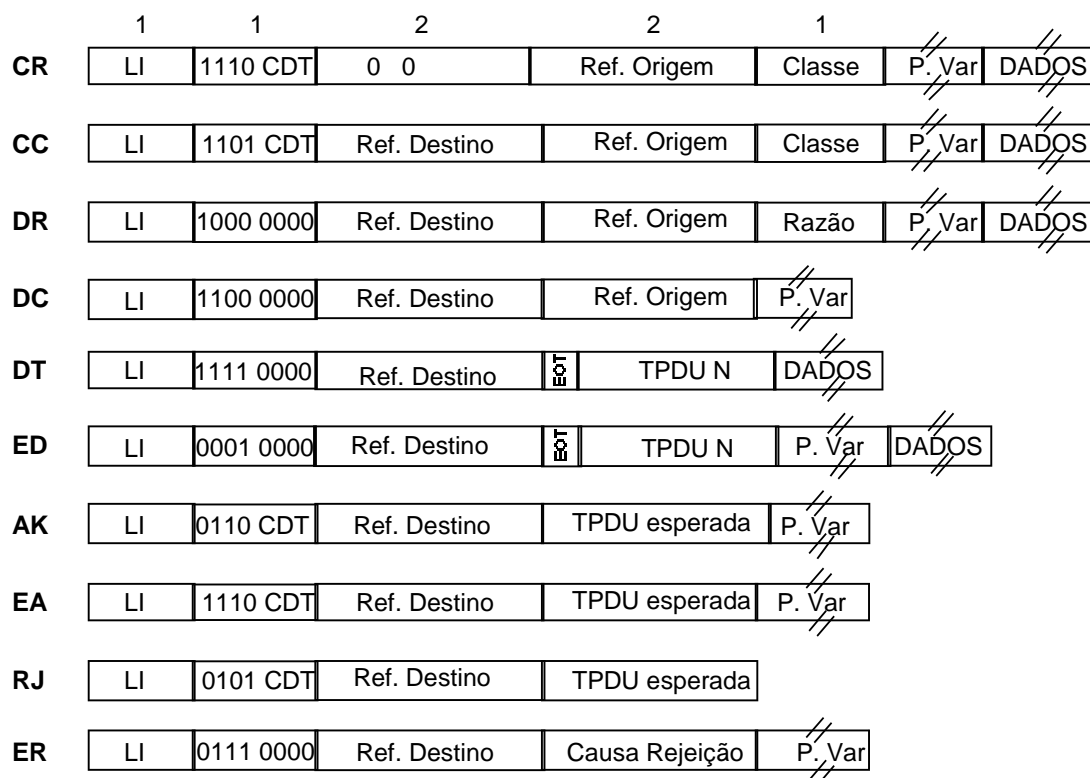 1 1 2 2 1
CR LI 1110 CDT 0 0 Ref. Origem Classe P. Var DADOS
CC LI 1101 CDT Ref. Destino Ref. Origem Classe P. Var DADOS
DR LI 1000 0000 Ref. Destino Ref. Origem Razão P. Var DADOS
DC LI 1100 0000 Ref. Destino Ref. Origem P. Var
DT LI 1111 0000 Ref. Destino EOT TPDU N DADOS
ED LI 0001 0000 Ref. Destino EOT TPDU N P. Var DADOS
AK LI 0110 CDT Ref. Destino TPDU esperada P. Var
EA LI 1110 CDT Ref. Destino TPDU esperada P. Var
RJ LI 0101 CDT Ref. Destino TPDU esperada
ER LI 0111 0000 Ref. Destino Causa Rejeição P. Var